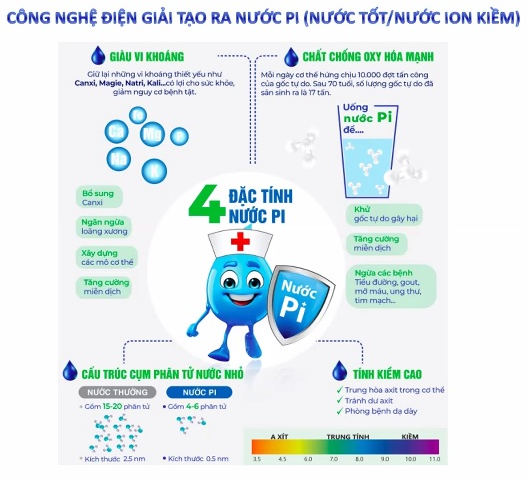 CÔNG NGHỆ ĐIỆN GIẢI TẠO RA NƯỚC PI (NƯỚC TỐT/NƯỚC ION KIỀM)
GIÀU VI KHOÁNG
Giữ lại những vi khoáng thiết yếu như
Canxi, Magie, Natri, Kali...có lợi cho sức khỏe,
giảm nguy cơ bệnh tật.
Ca
Mg
Na
K
Bổ sung
Canxi
Ngăn ngừa
loãng xương
Xây dựng
các mô cơ thể
Tăng cường
miễn dịch
CHẤT CHỐNG OXY HÓA MẠNH
Mỗi ngày cơ thể hứng chịu 10.000 đợt tấn công
của gốc tự do. Sau 70 tuổi, số lượng gốc tự do đã
sản sinh ra là 17 tấn.
Uống
nước Pi
để....
Khử
gốc tự do gây hại
Tăng cường
miễn dịch
Ngừa các bệnh
Tiểu đường, gout,
mỡ máu, ung thư,
tim mạch...
4 ĐẶC TÍNH
NƯỚC PI
Nước
Pi
CẤU TRÚC CỤM PHÂN TỬ NƯỚC NHỎ
NƯỚC THƯỜNG
Gồm 15-20 phân tử
Kích thước 2.5 nm
NƯỚC PI
Gồm 4-6 phân tử
Kích thước 0.5 nm
TÍNH KIỀM CAO
Trung hòa axit trong cơ thể
Tránh dư axit
Phòng bệnh dạ dày
A XÍT TRUNG TÍNH KIỀM
3.5 4.5 6.0 7.0 8.5 9.5 10.0 11.0